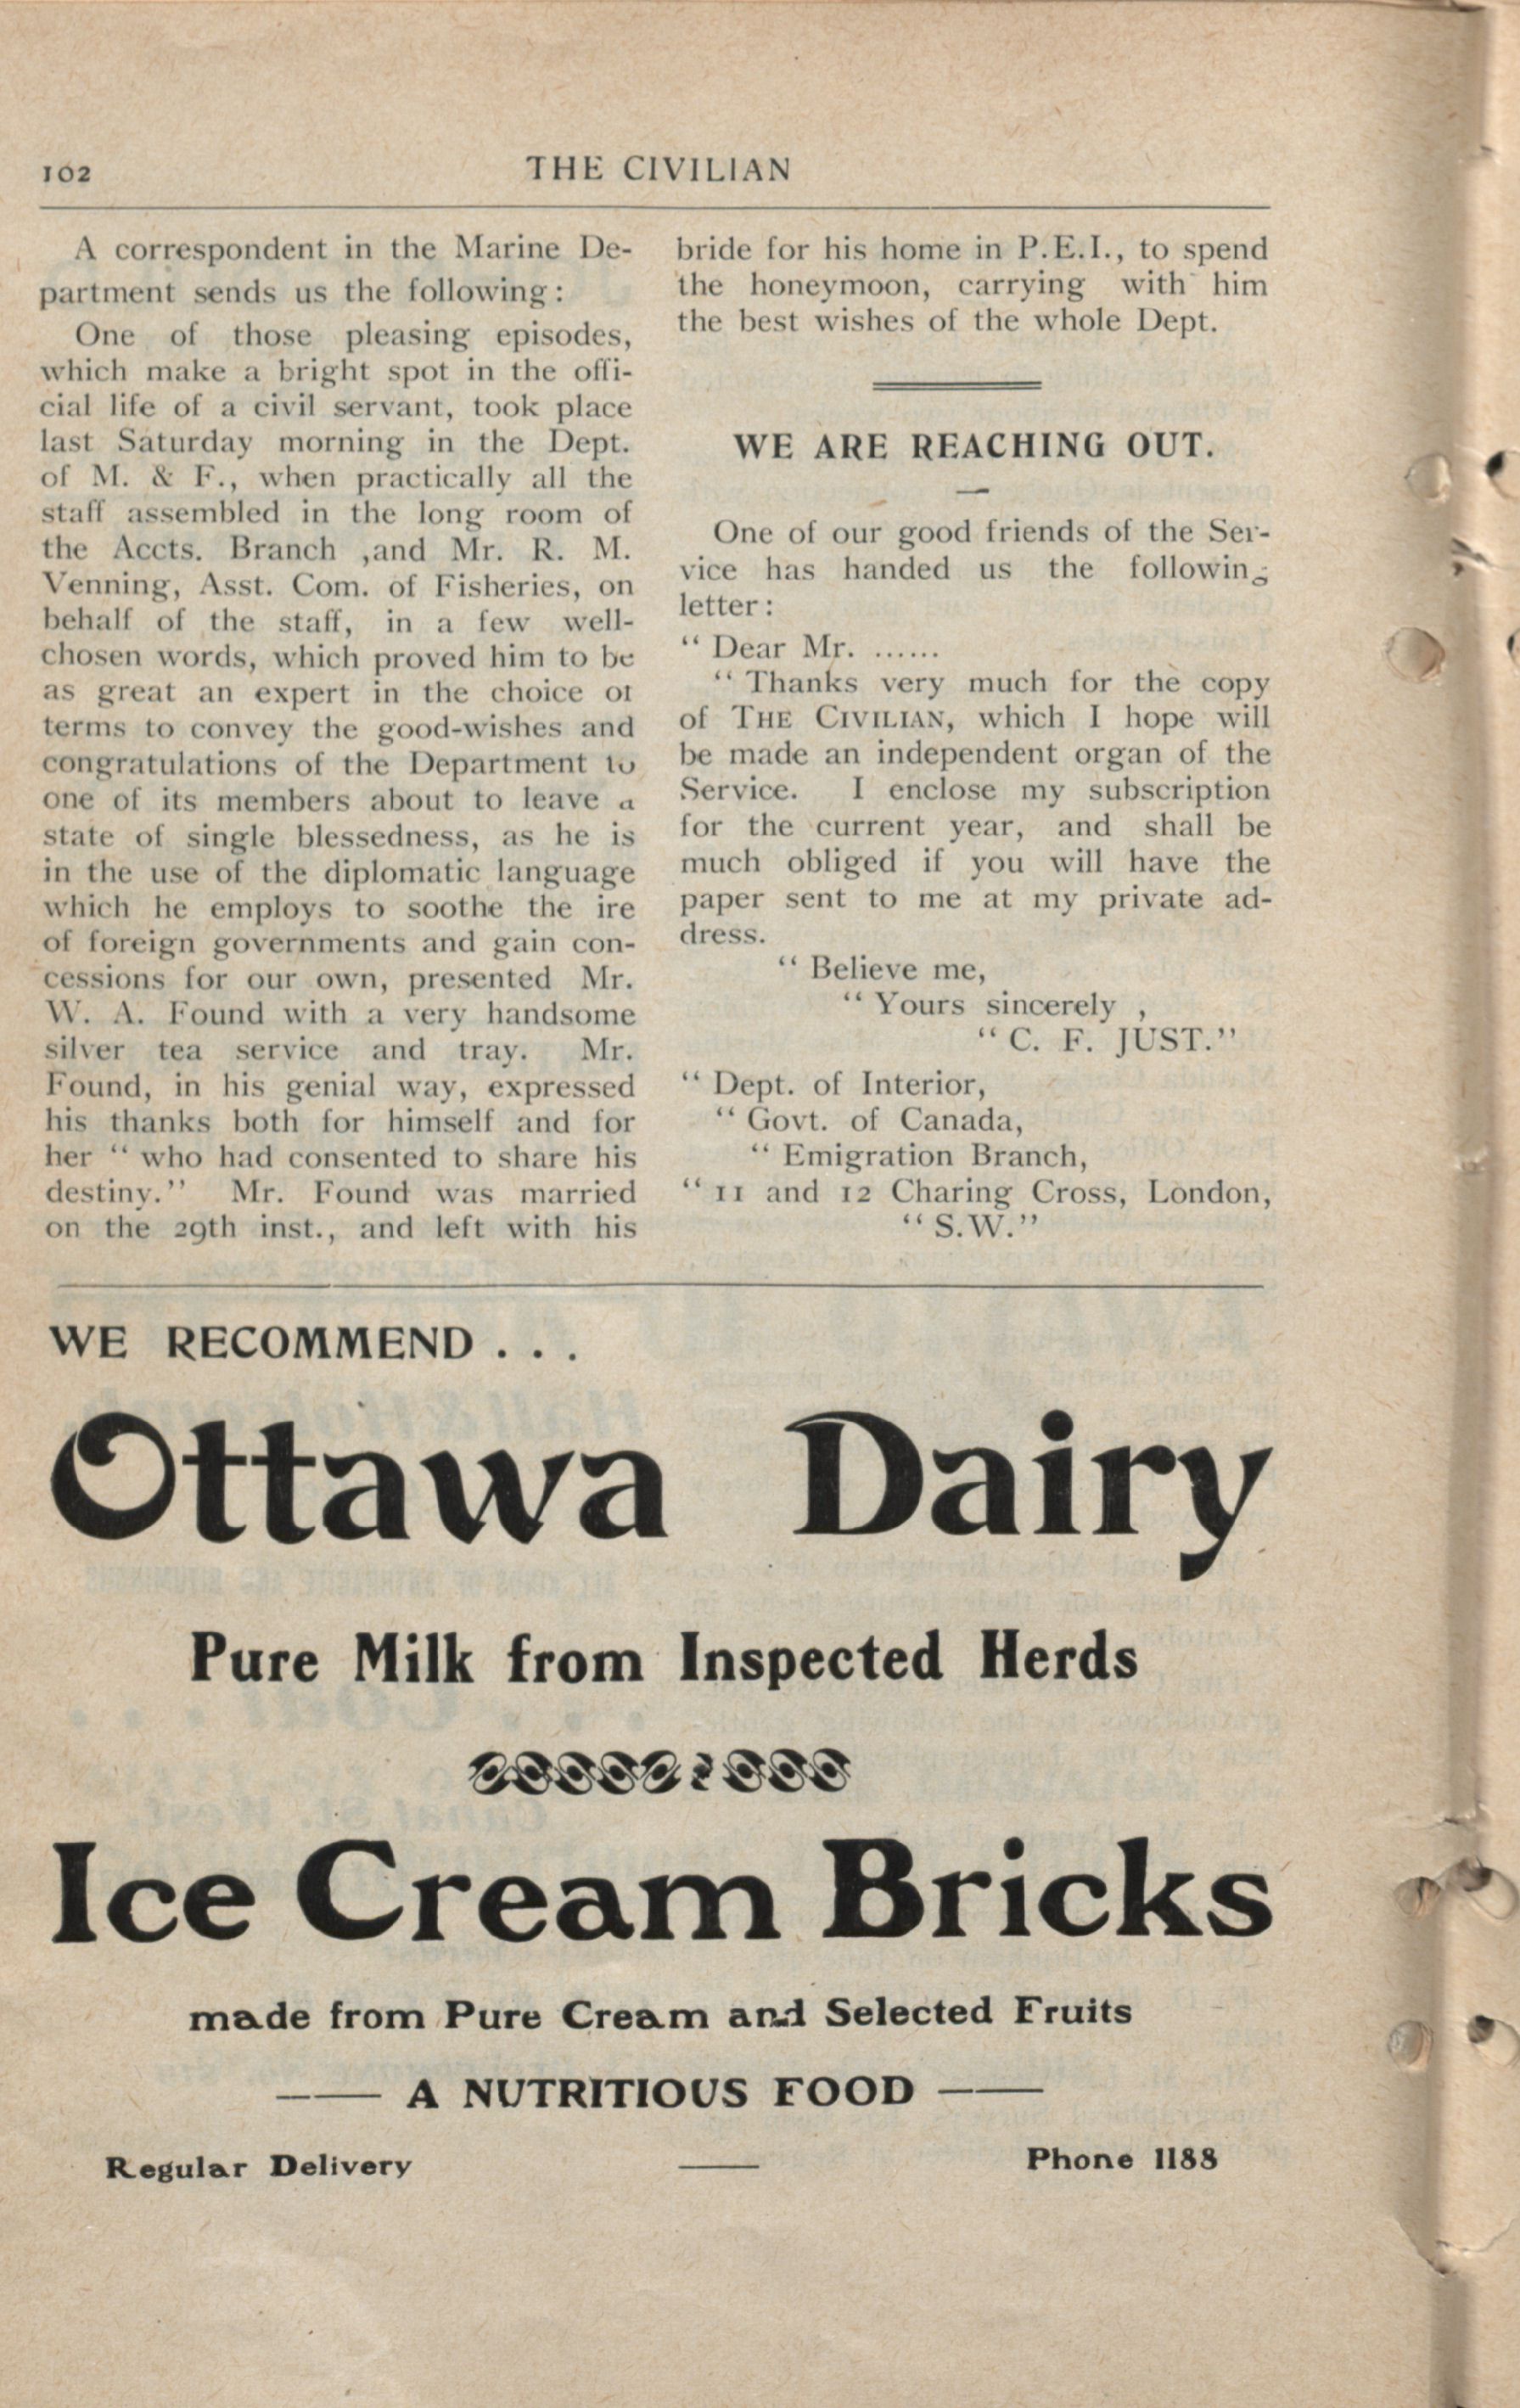 102
THE CIVILIAN
A correspondent in the Marine De-
partment sends us the following:
One of those pleasing episodes,
which make a bright spot in the offi-
cial life of a civil servant, took place
last Saturday morning in the Dept.
of M. & F., when practically all the
staff assembled in the long room of
the Accts. Branch ,and Mr. R. M.
Venning, Asst. Com. of Fisheries, on
behalf of the staff, in a few well-
chosen words, which proved him to be
as great an expert in the choice of
terms to convey the good-wishes and
congratulations of the Department to
one of its members about to leave a
state of single blessedness, as he is
in the use of the diplomatic language
which he employs to soothe the ire
of foreign governments and gain con-
cessions for our own, presented Mr.
W. A. Found with a very handsome
silver tea service and tray. Mr.
Found, in his genial way, expressed
his thanks both for himself and for
her "who had consented to share his
destiny." Mr. Found was married
on the 29th inst., and left with his
bride for his home in P.E.I., to spend
the honeymoon, carrying with him
the best wishes of the whole Dept.
WE ARE REACHING OUT.
One of our good friends of the Ser-
vice has handed us the following
letter:
"Dear Mr. ......
"Thanks very much for the copy
of THE CIVILIAN, which I hope will
be made an independent organ of the
Service. I enclose my subscription
for the current year, and shall be
much obliged if you will have the
paper sent to me at my private ad-
dress.
"Believe me,
"Yours sincerely ,
"C. F. JUST."
"Dept. of Interior,
"Govt. of Canada,
"Emigration Branch,
"11 and 12 Charing Cross, London,
"S.W."
WE RECOMMEND . . .
Ottawa Dairy
Pure Milk from Inspected Herds
Ice Cream Bricks
made from Pure Cream and Selected Fruits
A NUTRITIOUS FOOD
Regular Delivery
Phone 1188